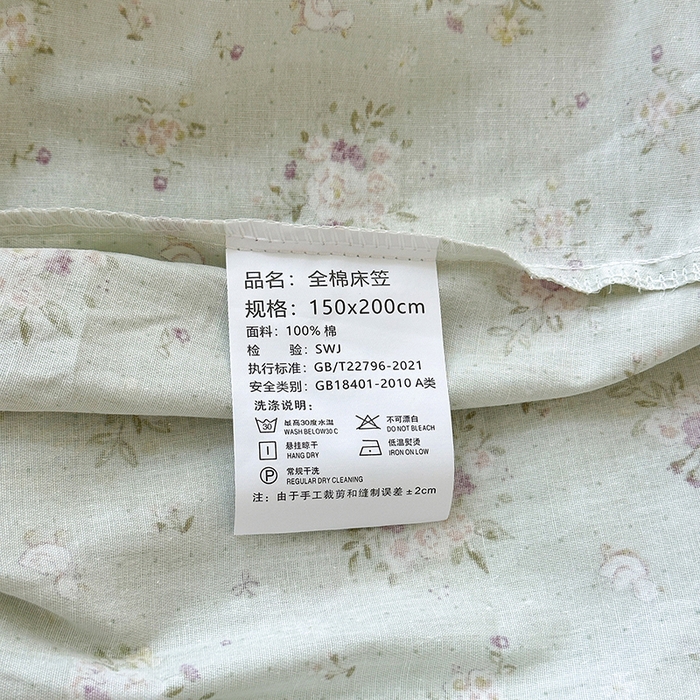 品名：全棉床笠
规格：150x200cm
面料：100% 棉
检 验：SWJ
执行标准：GB/T22796-2021
安全类别：GB18401-2010 A类
洗涤说明：
30 最高30度水温 不可漂白
WASH BELOW30 C DO NOT BLEACH
悬挂晾干 低温熨烫
HANG DRY IRON ON LOW
P 常规干洗
REGULAR DRY CLEANING
注：由于手工裁剪和缝制误差±2cm